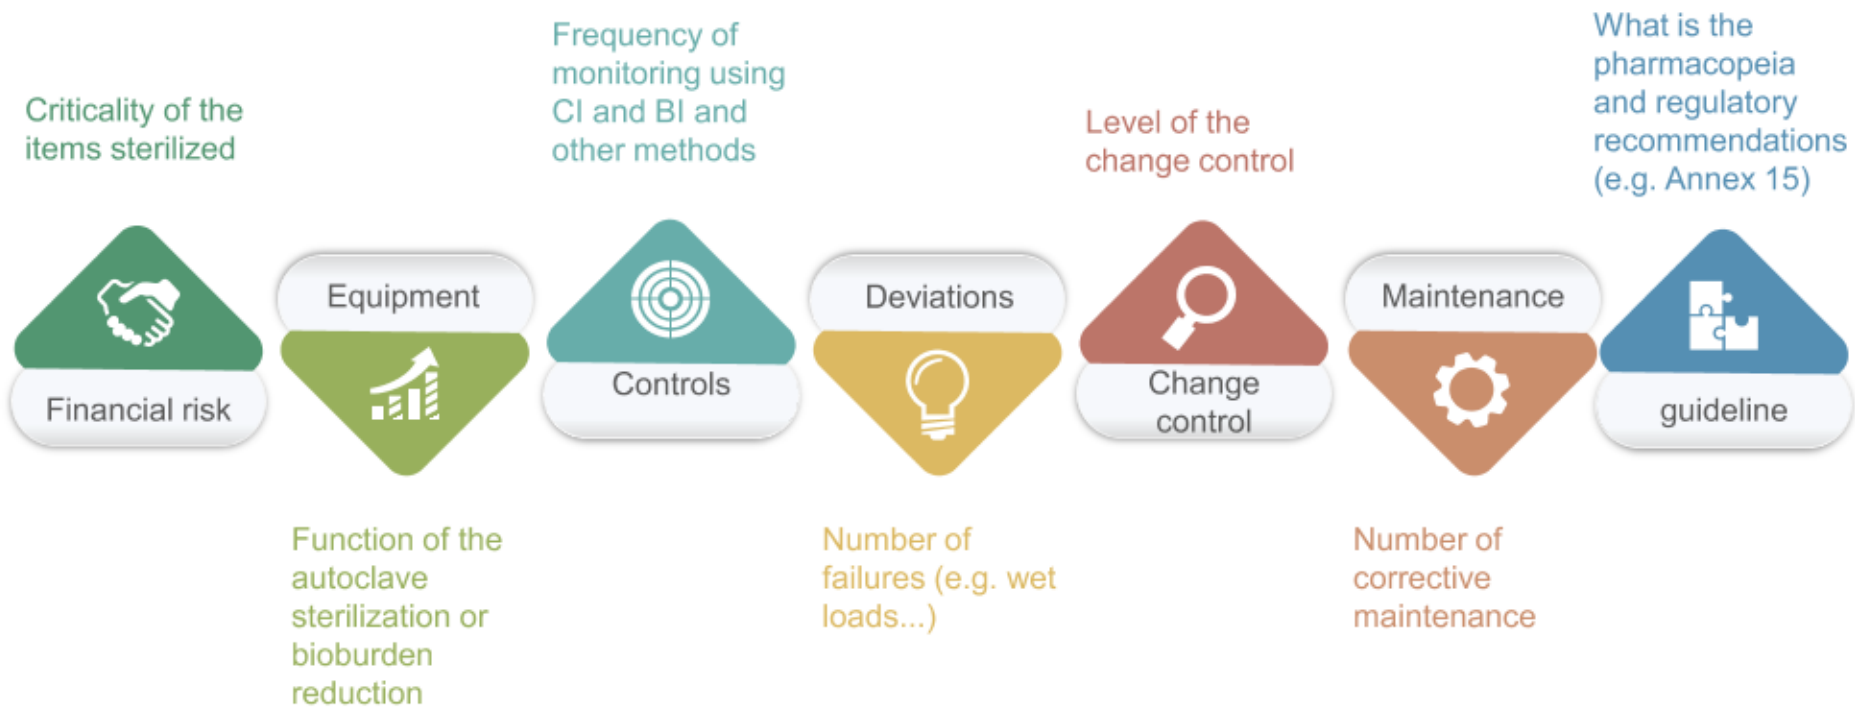 Criticality of the
items sterilized
Financial risk
Equipment
Function of the
autoclave
sterilization or
bioburden
reduction
Frequency of
monitoring using
CI and BI and
other methods
Controls
Deviations
Number of
failures (e.g. wet
loads...)
Level of the
change control
Change
control
Maintenance
Number of
corrective
maintenance
What is the
pharmacopeia
and regulatory
recommendations
(e.g. Annex 15)
guideline